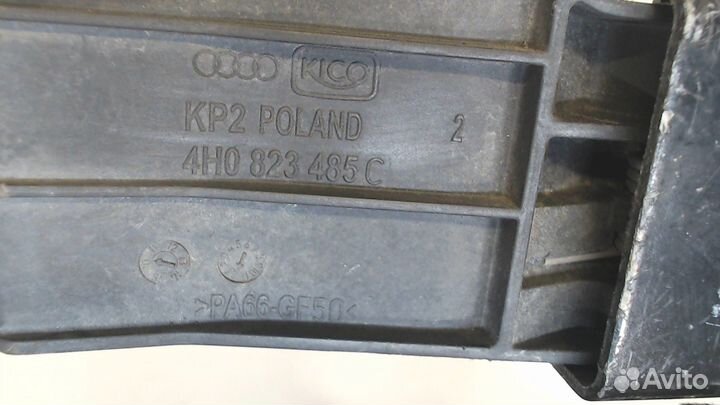 KICO
KP2 POLAND 2
4H0 823 485 C
>PA66-GF50<
Avito